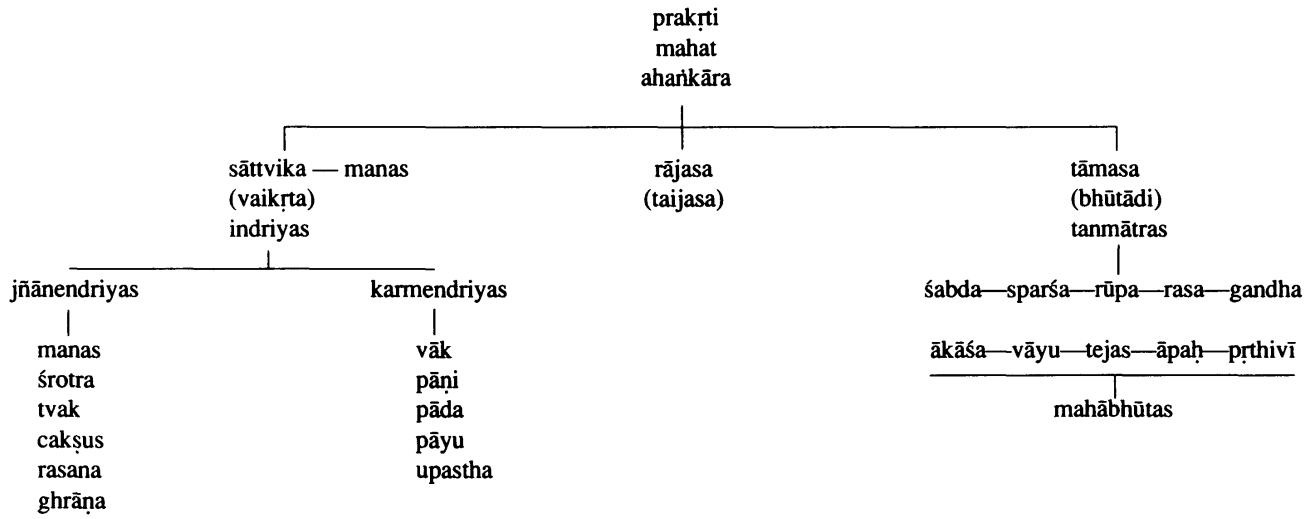 prakṛti
mahat
ahaṅkāra
sāttvika — manas
(vaikṛta)
indriyas
rājasa
(taijasa)
tāmasa
(bhūtādi)
tanmātras
jñānendriyas
karmendriyas
śabda—sparśa—rūpa—rasa—gandha
manas
śrotra
tvak
cakṣus
rasana
ghrāṇa
vāk
pāṇi
pāda
pāyu
upastha
ākāśa—vāyu—tejas—āpaḥ—pṛthivī
mahābhūtas